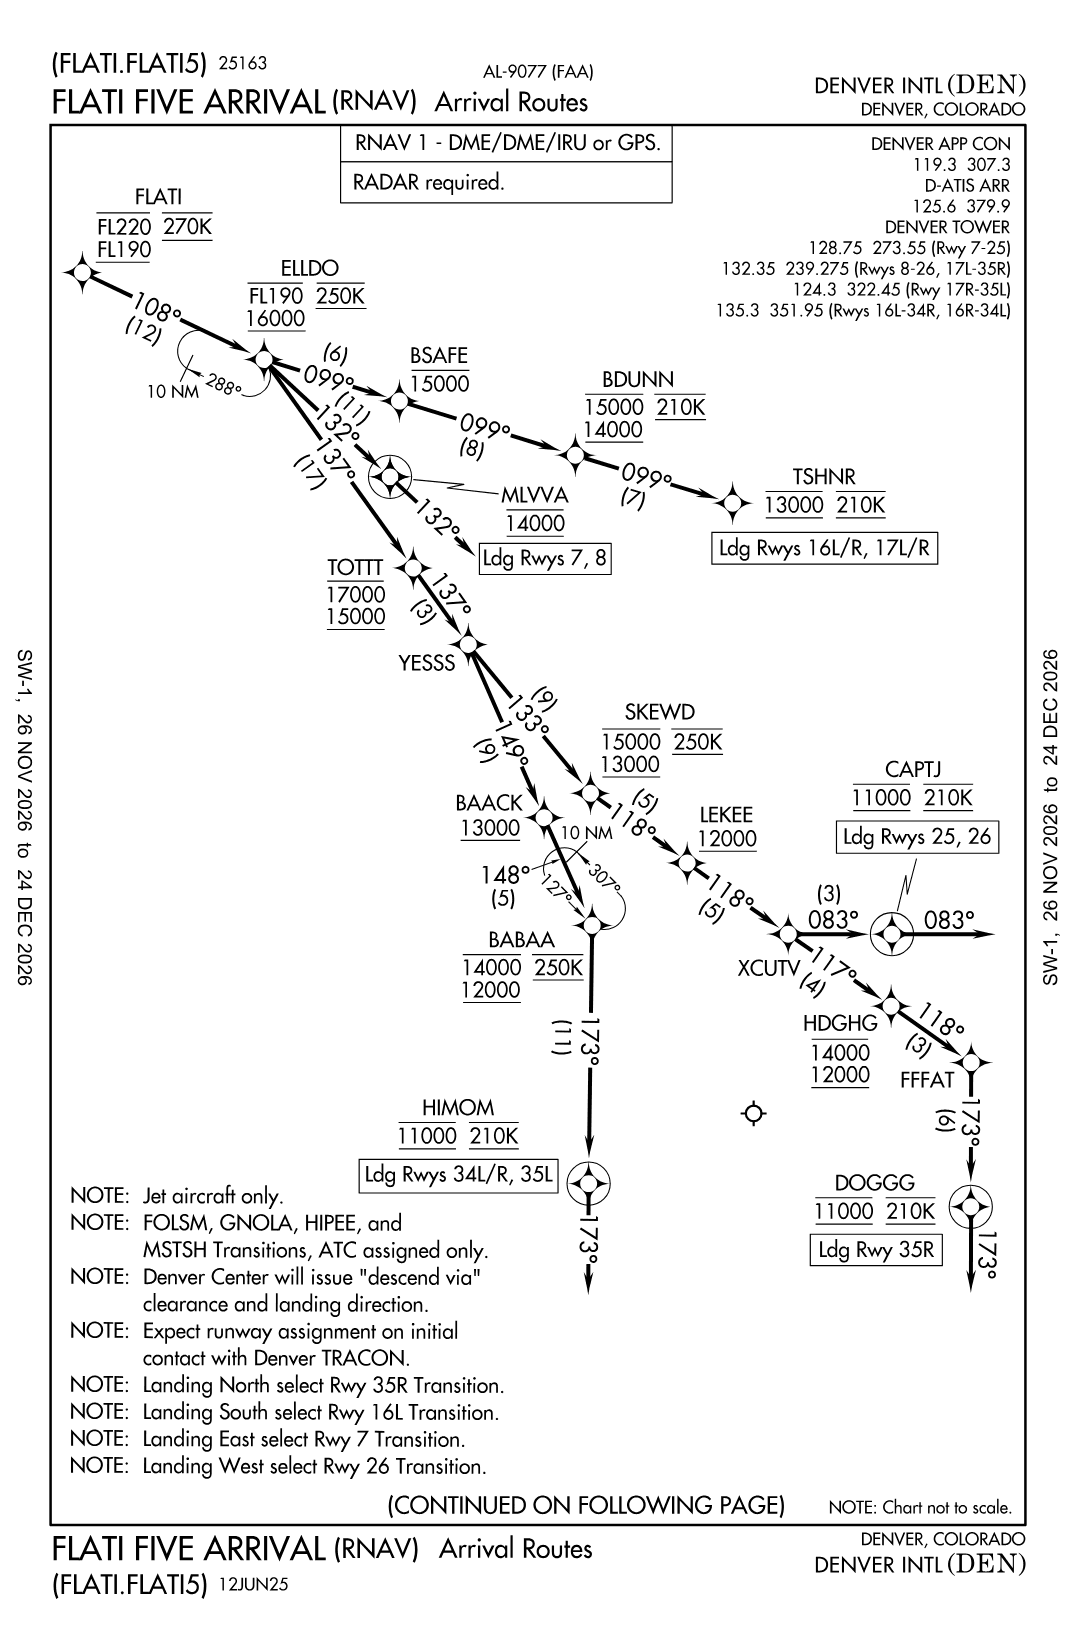 (FLATI.FLATI5) 25163
AL-9077 (FAA)
DENVER INTL (DEN)
FLATI FIVE ARRIVAL (RNAV) Arrival Routes
DENVER, COLORADO
RNAV 1 - DME/DME/IRU or GPS.
RADAR required.
DENVER APP CON
119.3 307.3
D-ATIS ARR
125.6 379.9
DENVER TOWER
128.75 273.55 (Rwy 7-25)
132.35 239.275 (Rwys 8-26, 17L-35R)
124.3 322.45 (Rwy 17R-35L)
135.3 351.95 (Rwys 16L-34R, 16R-34L)
FLATI
FL220 270K
FL190
108°
(12)
ELLDO
FL190 250K
16000
10 NM
288°
(6)
099°
BSAFE
15000
(11)
132°
137°
(17)
099°
(8)
BDUNN
15000 210K
14000
099°
(7)
TSHNR
13000 210K
Ldg Rwys 16L/R, 17L/R
MLVVA
14000
132°
Ldg Rwys 7, 8
TOTTT
17000
15000
137°
(3)
YESSS
(9)
133°
149°
(9)
SKEWD
15000 250K
13000
CAPTJ
11000 210K
Ldg Rwys 25, 26
BAACK
13000
(5)
118°
LEKEE
12000
10 NM
148°
(5)
127°
307°
118°
(5)
(3)
083°
083°
BABAA
14000 250K
12000
XCUTV
117°
(4)
HDGHG
14000
12000
118°
(3)
FFFAT
173°
(11)
173°
(6)
HIMOM
11000 210K
Ldg Rwys 34L/R, 35L
173°
DOGGG
11000 210K
Ldg Rwy 35R
173°
NOTE: Jet aircraft only.
NOTE: FOLSM, GNOLA, HIPEE, and
MSTSH Transitions, ATC assigned only.
NOTE: Denver Center will issue "descend via"
clearance and landing direction.
NOTE: Expect runway assignment on initial
contact with Denver TRACON.
NOTE: Landing North select Rwy 35R Transition.
NOTE: Landing South select Rwy 16L Transition.
NOTE: Landing East select Rwy 7 Transition.
NOTE: Landing West select Rwy 26 Transition.
(CONTINUED ON FOLLOWING PAGE)
NOTE: Chart not to scale.
SW-1, 26 NOV 2026 to 24 DEC 2026
SW-1, 26 NOV 2026 to 24 DEC 2026
FLATI FIVE ARRIVAL (RNAV) Arrival Routes
DENVER, COLORADO
DENVER INTL (DEN)
(FLATI.FLATI5) 12JUN25